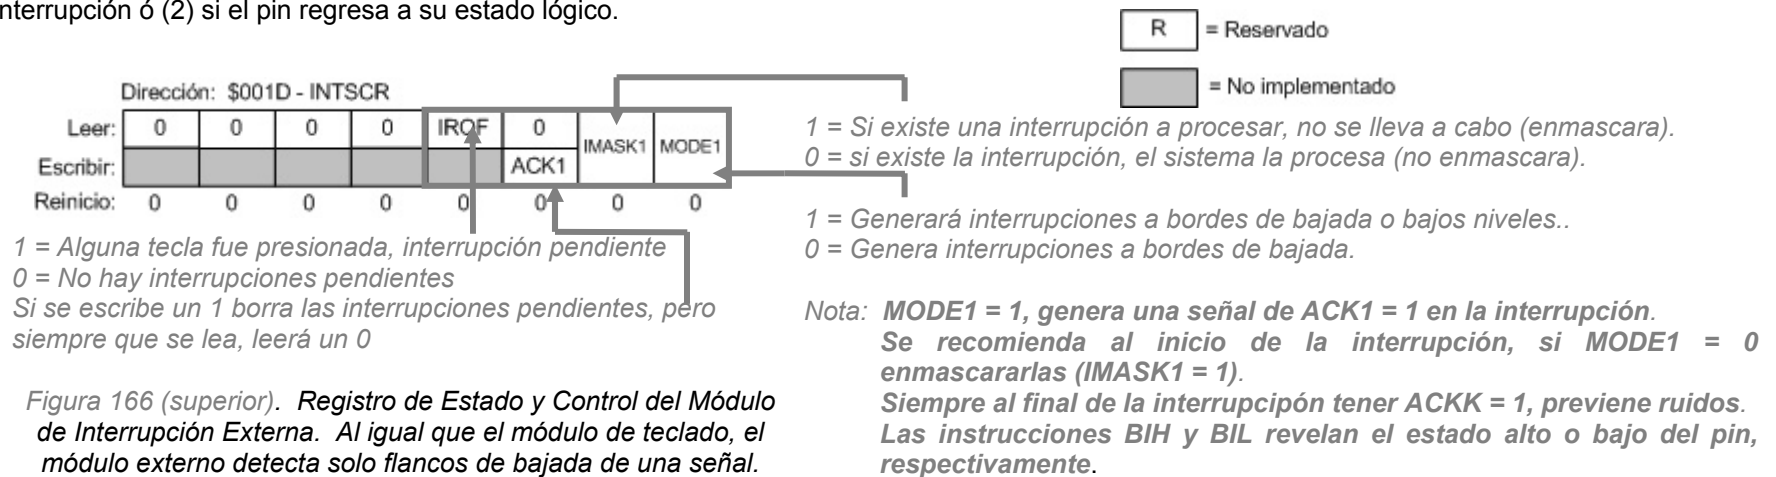 nterrupción ó (2) si el pin regresa a su estado lógico.
R = Reservado
= No implementado
Dirección: $001D - INTSCR
Leer: 0 0 0 0 IRQF 0 IMASK1 MODE1
Escribir: ACK1
Reinicio: 0 0 0 0 0 0 0 0
1 = Si existe una interrupción a procesar, no se lleva a cabo (enmascara).
0 = si existe la interrupción, el sistema la procesa (no enmascara).
1 = Generará interrupciones a bordes de bajada o bajos niveles..
0 = Genera interrupciones a bordes de bajada.
1 = Alguna tecla fue presionada, interrupción pendiente
0 = No hay interrupciones pendientes
Si se escribe un 1 borra las interrupciones pendientes, pero
siempre que se lea, leerá un 0
Nota: MODE1 = 1, genera una señal de ACK1 = 1 en la interrupción.
Se recomienda al inicio de la interrupción, si MODE1 = 0
enmascararlas (IMASK1 = 1).
Siempre al final de la interrupcipón tener ACKK = 1, previene ruidos.
Las instrucciones BIH y BIL revelan el estado alto o bajo del pin,
respectivamente.
Figura 166 (superior). Registro de Estado y Control del Módulo
de Interrupción Externa. Al igual que el módulo de teclado, el
módulo externo detecta solo flancos de bajada de una señal.